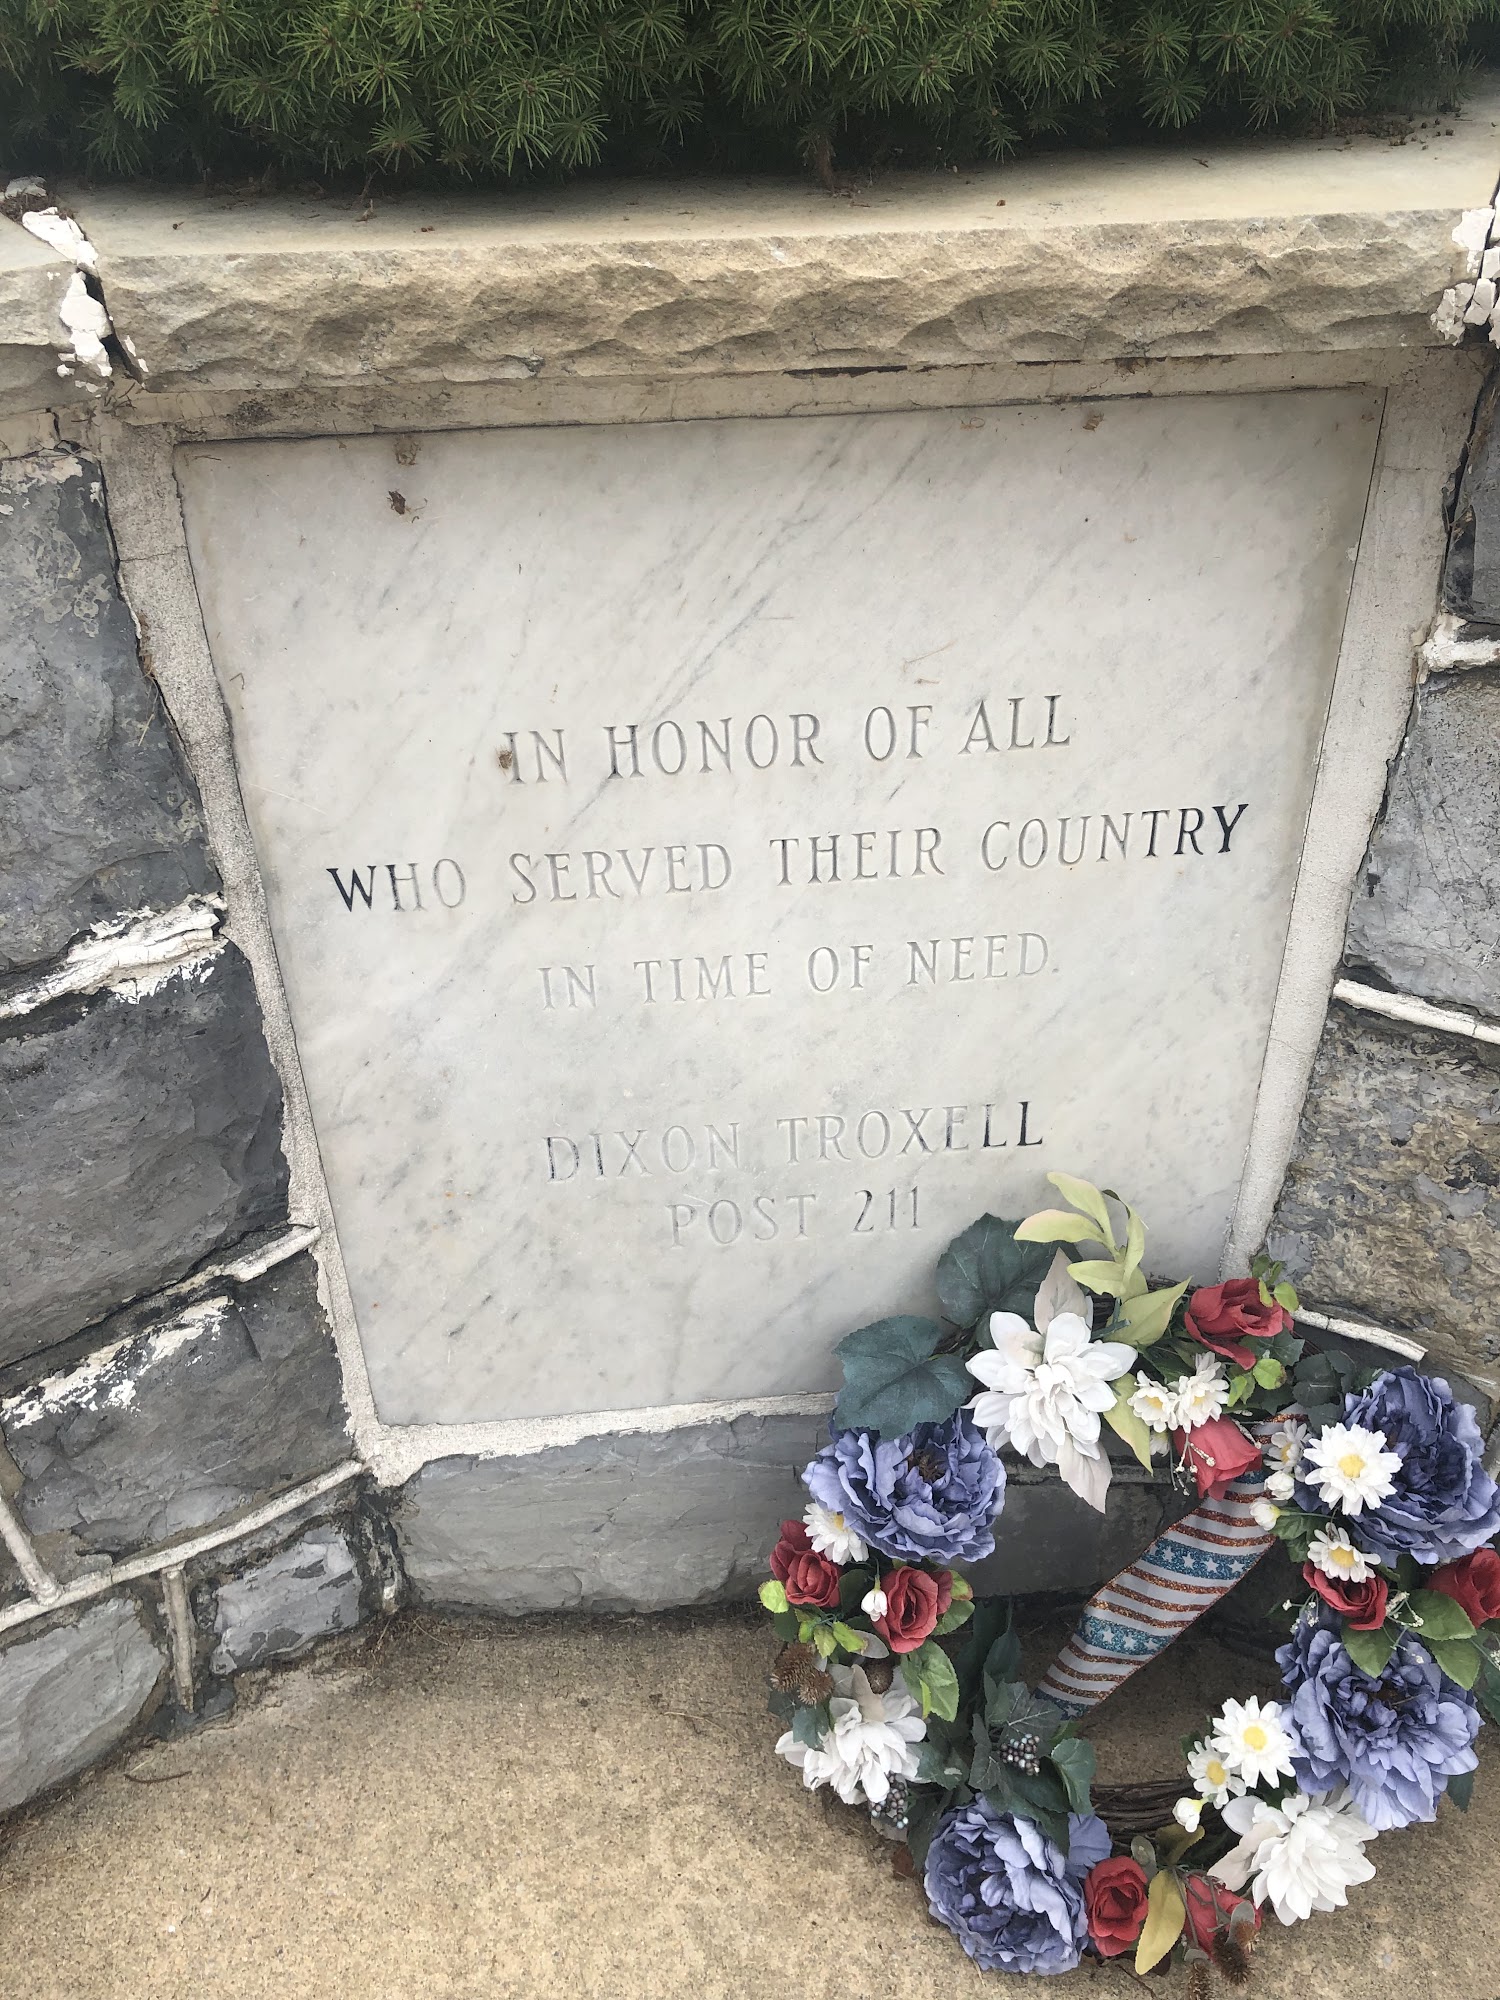 IN HONOR OF ALL
WHO SERVED THEIR COUNTRY
IN TIME OF NEED.
DIXON TROXELL
POST 211